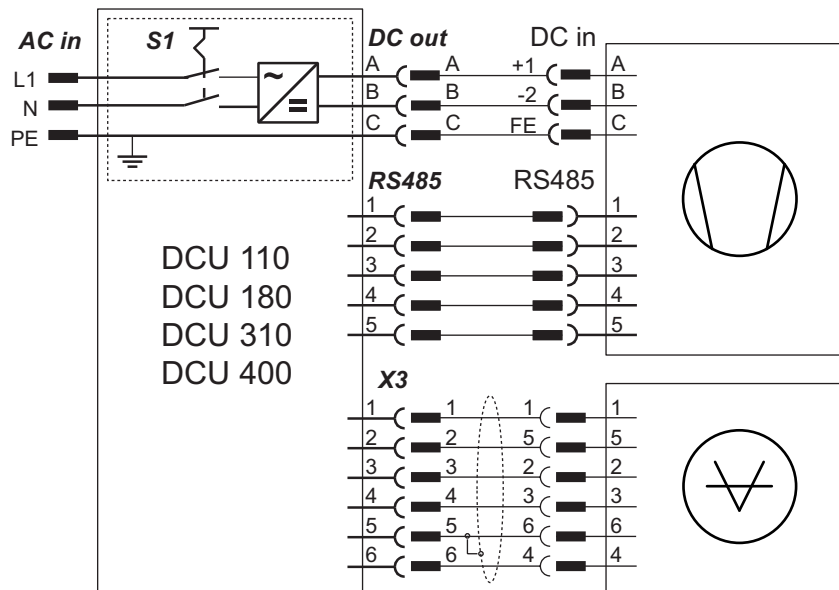 AC in S1 DC out DC in
L1 A A +1 A
N B B -2 B
PE C C FE C
RS485 RS485
1 1
2 2
3 3
4 4
5 5
DCU 110
DCU 180
DCU 310
DCU 400
X3
1 1 1 1
2 2 5 5
3 3 2 2
4 4 3 3
5 5 6 6
6 6 4 4